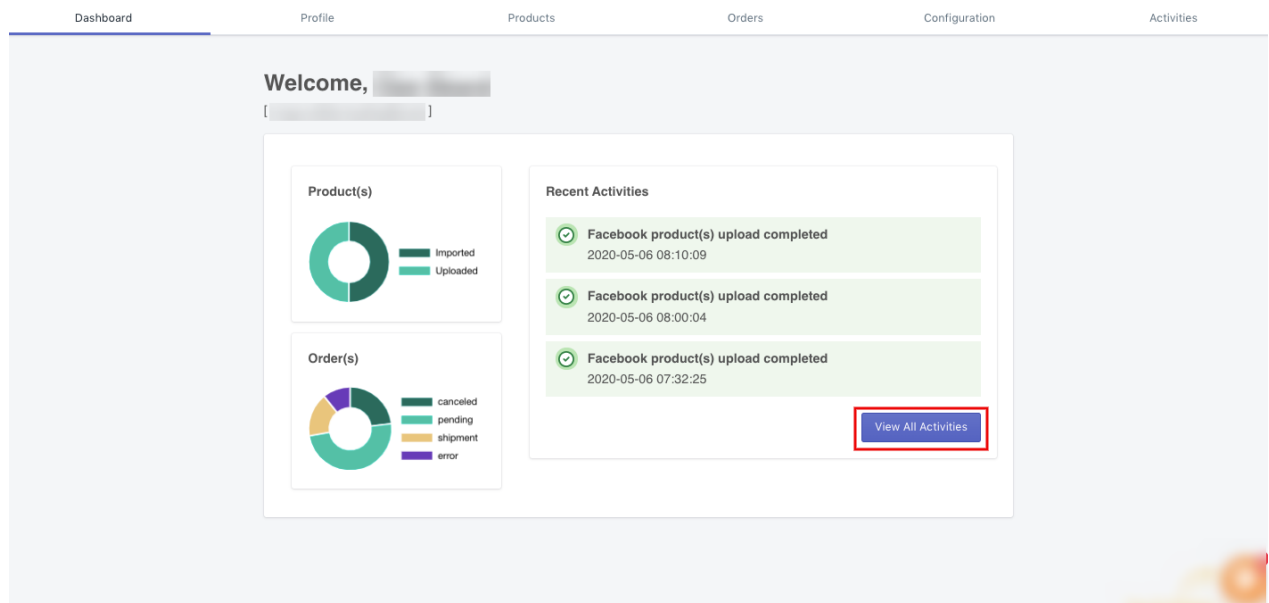 Dashboard Profile Products Orders Configuration Activities
Welcome,
[ ]
Product(s)
Imported
Uploaded
Order(s)
canceled
pending
shipment
error
Recent Activities
Facebook product(s) upload completed
2020-05-06 08:10:09
Facebook product(s) upload completed
2020-05-06 08:00:04
Facebook product(s) upload completed
2020-05-06 07:32:25
View All Activities